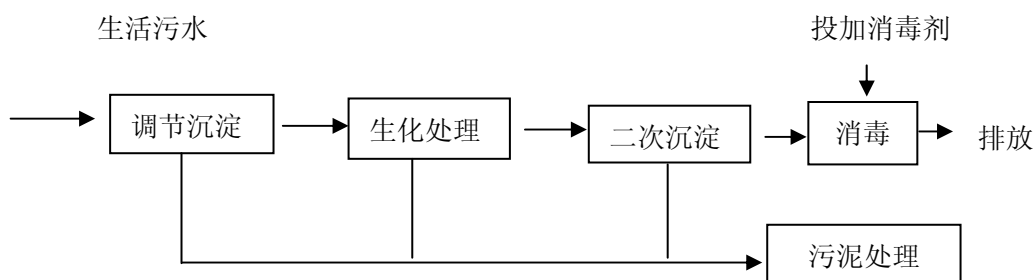 生活污水
投加消毒剂
调节沉淀
生化处理
二次沉淀
消毒
排放
污泥处理